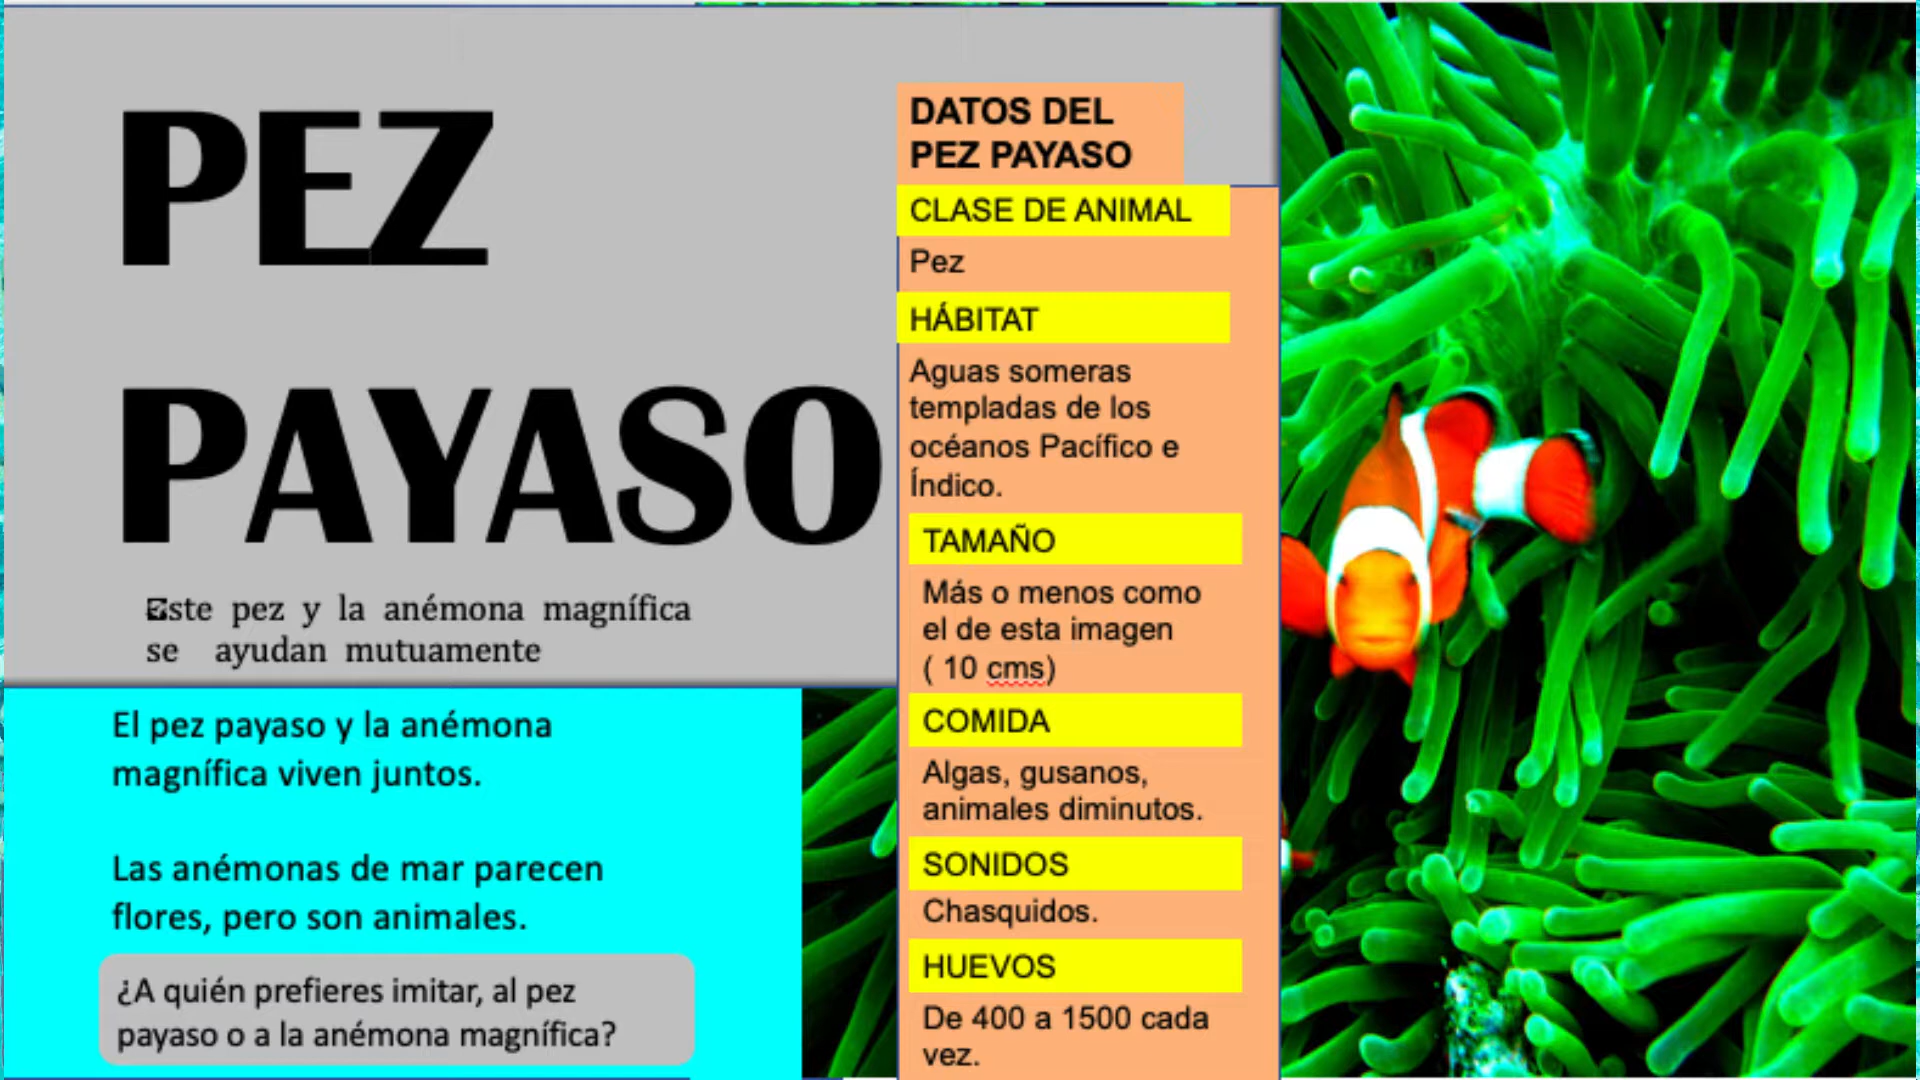 PEZ
PAYASO
Este pez y la anémona magnífica
se ayudan mutuamente
El pez payaso y la anémona
magnífica viven juntos.
Las anémonas de mar parecen
flores, pero son animales.
¿A quién prefieres imitar, al pez
payaso o a la anémona magnífica?
DATOS DEL
PEZ PAYASO
CLASE DE ANIMAL
Pez
HÁBITAT
Aguas someras
templadas de los
océanos Pacífico e
Índico.
TAMAÑO
Más o menos como
el de esta imagen
( 10 cms)
COMIDA
Algas, gusanos,
animales diminutos.
SONIDOS
Chasquidos.
HUEVOS
De 400 a 1500 cada
vez.